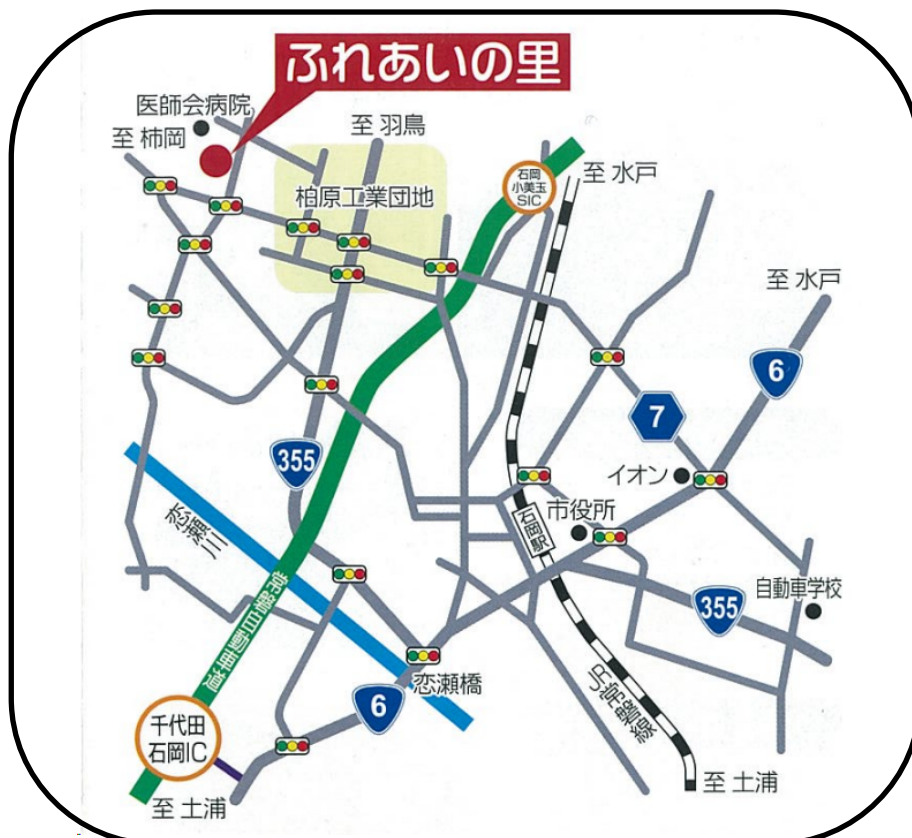 ふれあいの里
医師会病院
至 柿岡
至 羽鳥
柏原工業団地
石岡
小美玉
SIC
至 水戸
至 水戸
6
7
355
イオン
市役所
石岡駅
恋瀬川
常磐自動車道
355
自動車学校
恋瀬橋
6
JR常磐線
千代田
石岡IC
至 土浦
至 土浦